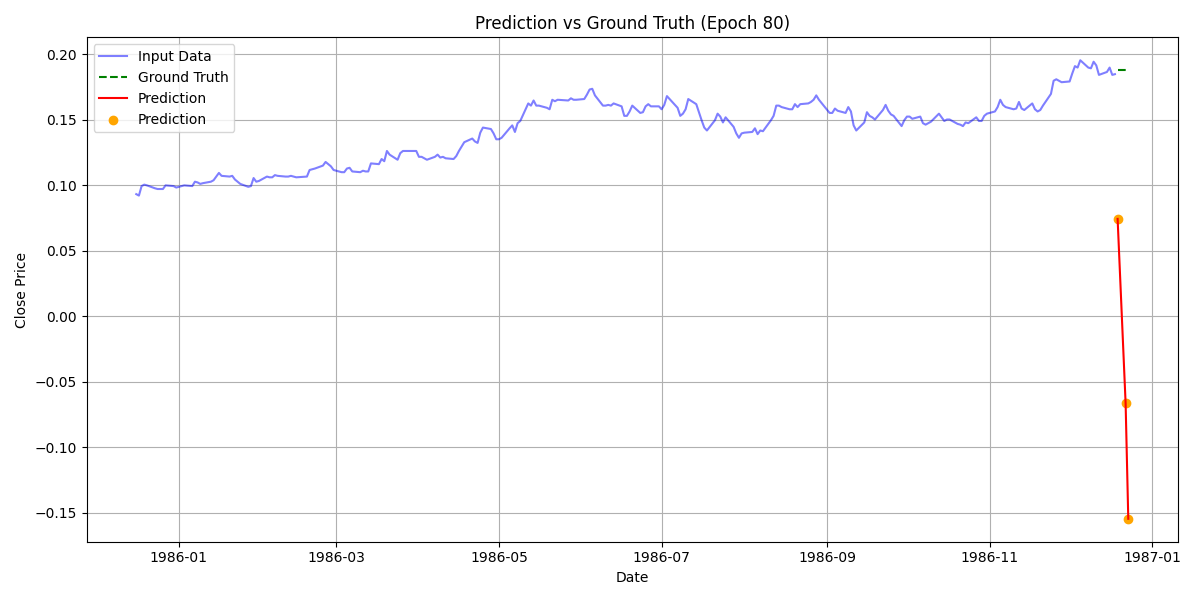 Prediction vs Ground Truth (Epoch 80)
Input Data
Ground Truth
Prediction
Prediction
Close Price
0.20
0.15
0.10
0.05
0.00
−0.05
−0.10
−0.15
1986-01
1986-03
1986-05
1986-07
1986-09
1986-11
1987-01
Date